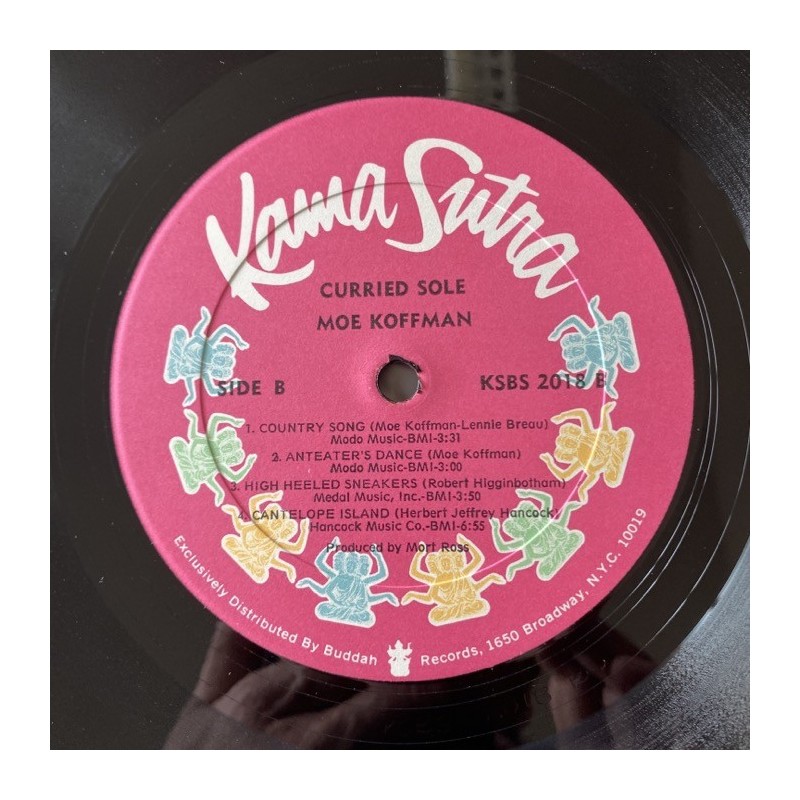 Kama Sutra
CURRIED SOLE
MOE KOFFMAN
SIDE B
KSBS 2018 B
1. COUNTRY SONG (Moe Koffman-Lennie Breau)
Modo Music-BMI-3:31
2. ANTEATER'S DANCE (Moe Koffman)
Modo Music-BMI-3:00
3. HIGH HEELED SNEAKERS (Robert Higginbotham)
Medal Music, Inc.-BMI-3:50
4. CANTELOPE ISLAND (Herbert Jeffrey Hancock)
Hancock Music Co.-BMI-6:55
Produced by Mort Ross
Exclusively Distributed By Buddah Records, 1650 Broadway, N.Y.C. 10019